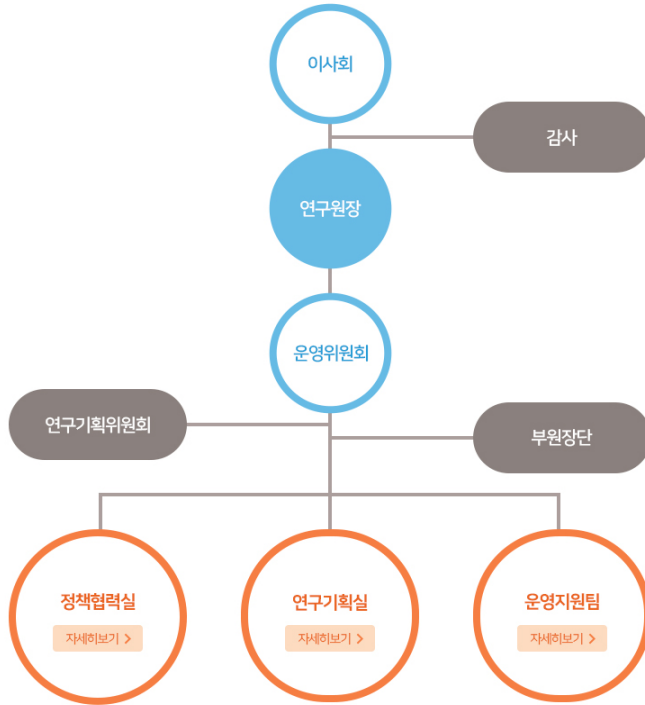 이사회
감사
연구원장
운영위원회
연구기획위원회
부원장단
정책협력실
자세히보기 >
연구기획실
자세히보기 >
운영지원팀
자세히보기 >